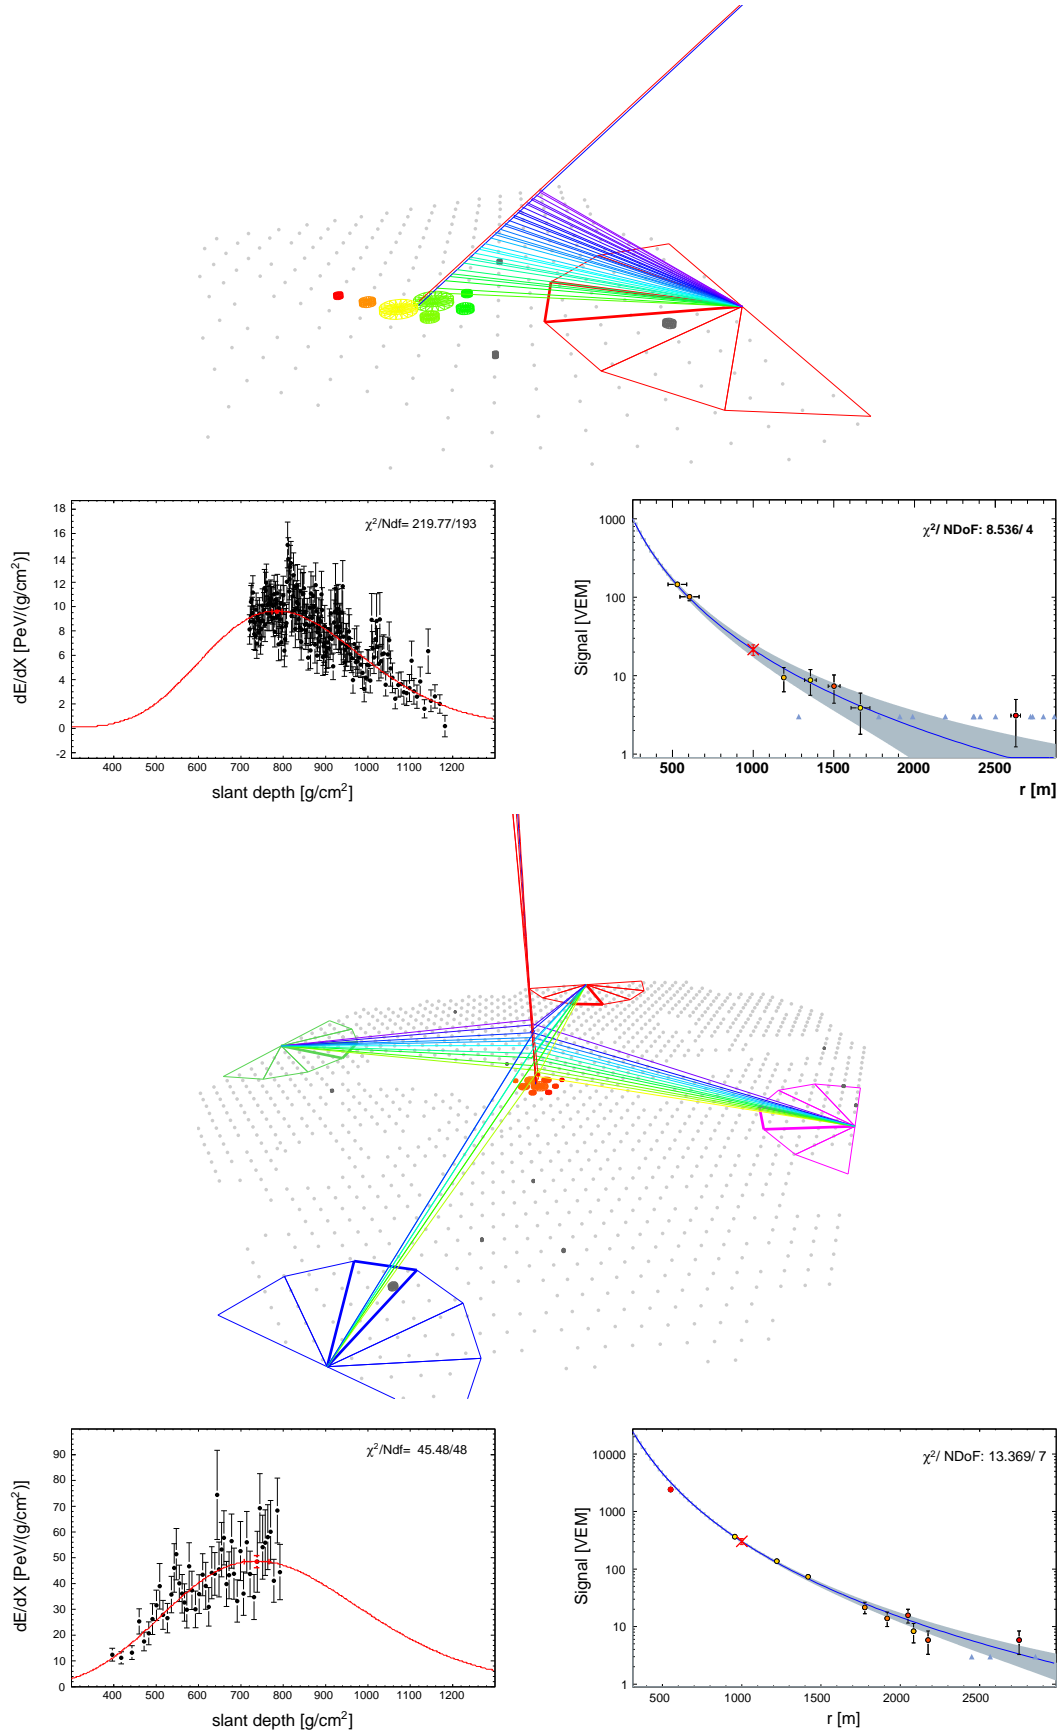 18
16
14
12
10
8
6
4
2
0
-2
dE/dX [PeV/(g/cm²)]
χ²/Ndf= 219.77/193
400 500 600 700 800 900 1000 1100 1200
slant depth [g/cm²]
1000
100
10
1
Signal [VEM]
χ²/ NDoF: 8.536/ 4
500 1000 1500 2000 2500
r [m]
90
80
70
60
50
40
30
20
10
0
dE/dX [PeV/(g/cm²)]
χ²/Ndf= 45.48/48
400 500 600 700 800 900 1000 1100 1200
slant depth [g/cm²]
10000
1000
100
10
1
Signal [VEM]
χ²/ NDoF: 13.369/ 7
500 1000 1500 2000 2500
r [m]